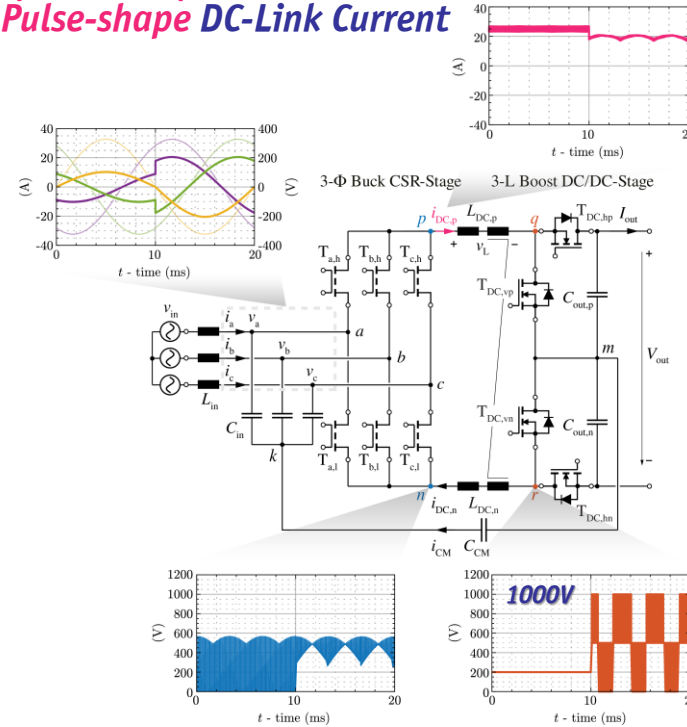 Pulse-shape DC-Link Current
40
20
0
-20
-40
(A)
0
10
t - time (ms)
40
20
0
-20
-40
(A)
400
200
0
-200
-400
(V)
0
10
20
t - time (ms)
3-Φ Buck CSR-Stage
3-L Boost DC/DC-Stage
p
i_DC,p
L_DC,p
q
T_DC,hp
I_out
+
v_L
−
T_a,h
T_b,h
T_c,h
T_DC,vp
C_out,p
+
v_in
i_a
v_a
a
i_b
v_b
b
m
V_out
i_c
v_c
c
L_in
C_in
T_DC,vn
C_out,n
k
T_a,l
T_b,l
T_c,l
−
n
i_DC,n
L_DC,n
r
T_DC,hn
i_CM
C_CM
1200
1000
800
600
400
200
0
(V)
0
10
20
t - time (ms)
1200
1000
800
600
400
200
0
(V)
1000V
0
10
t - time (ms)